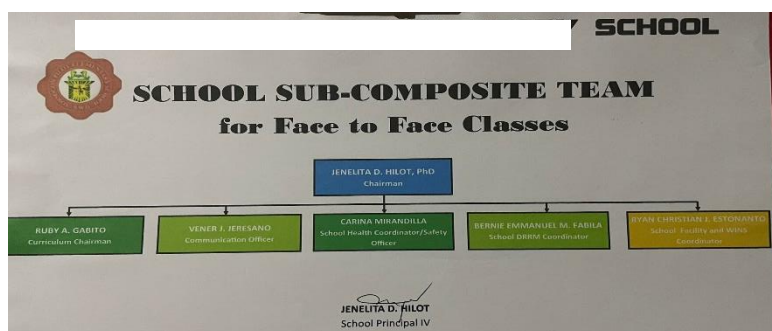 SCHOOL
SCHOOL SUB-COMPOSITE TEAM
for Face to Face Classes
JENELITA D. HILOT, PhD
Chairman
RUBY A. GABITO
Curriculum Chairman
VENER J. JERESANO
Communication Officer
CARINA MIRANDILLA
School Health Coordinator/Safety
Officer
BERNIE EMMANUEL M. FABILA
School DRRM Coordinator
RYAN CHRISTIAN J. ESTONANTO
School Facility and WINS
Coordinator
JENELITA D. HILOT
School Principal IV